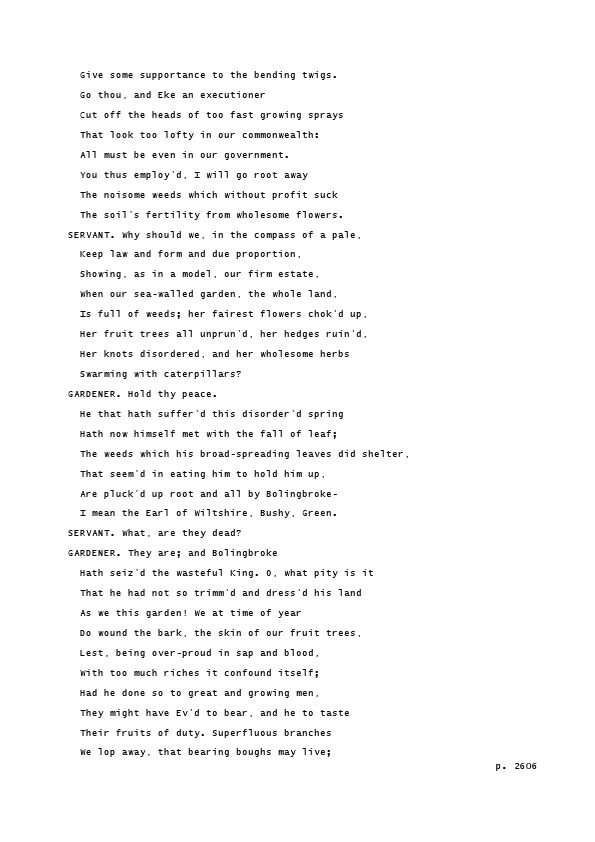 Give some supportance to the bending twigs.
Go thou, and Eke an executioner
Cut off the heads of too fast growing sprays
That look too lofty in our commonwealth:
All must be even in our government.
You thus employ'd, I will go root away
The noisome weeds which without profit suck
The soil's fertility from wholesome flowers.
SERVANT. Why should we, in the compass of a pale,
Keep law and form and due proportion,
Showing, as in a model, our firm estate,
When our sea-walled garden, the whole land,
Is full of weeds; her fairest flowers chok'd up,
Her fruit trees all unprun'd, her hedges ruin'd,
Her knots disordered, and her wholesome herbs
Swarming with caterpillars?
GARDENER. Hold thy peace.
He that hath suffer'd this disorder'd spring
Hath now himself met with the fall of leaf;
The weeds which his broad-spreading leaves did shelter,
That seem'd in eating him to hold him up,
Are pluck'd up root and all by Bolingbroke-
I mean the Earl of Wiltshire, Bushy, Green.
SERVANT. What, are they dead?
GARDENER. They are; and Bolingbroke
Hath seiz'd the wasteful King. O, what pity is it
That he had not so trimm'd and dress'd his land
As we this garden! We at time of year
Do wound the bark, the skin of our fruit trees,
Lest, being over-proud in sap and blood,
With too much riches it confound itself;
Had he done so to great and growing men,
They might have Ev'd to bear, and he to taste
Their fruits of duty. Superfluous branches
We lop away, that bearing boughs may live;
p. 2606